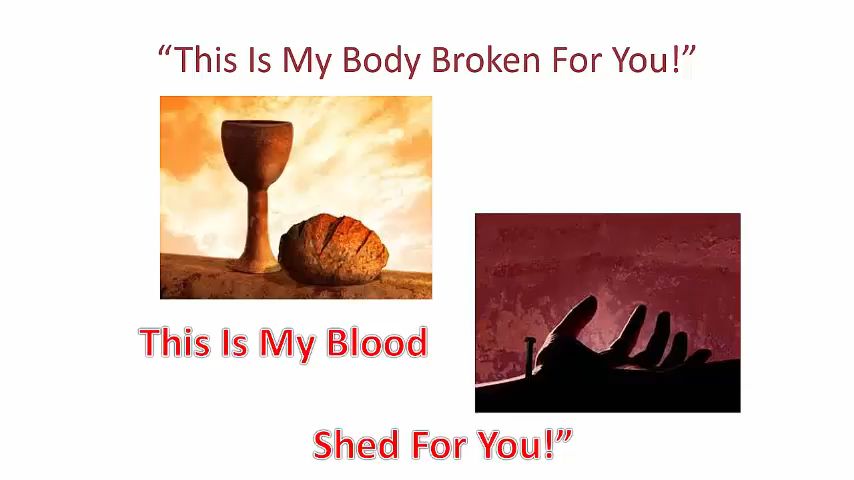 “This Is My Body Broken For You!”
This Is My Blood
Shed For You!”